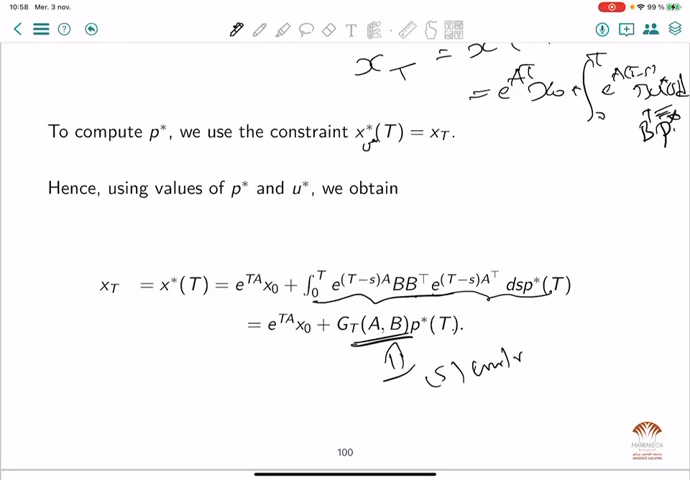 10:58 Mer. 3 nov.
99 %
x_T =
= e^{AT} x_0 + ∫_0^T e^{A(T-s)}
B^T p*
To compute p*, we use the constraint x*(T) = x_T.
Hence, using values of p* and u*, we obtain
x_T = x*(T) = e^{TA}x_0 + ∫_0^T e^{(T−s)A}BB^⊤e^{(T−s)A^⊤} dsp*(T)
= e^{TA}x_0 + G_T(A, B)p*(T).
(S)
100